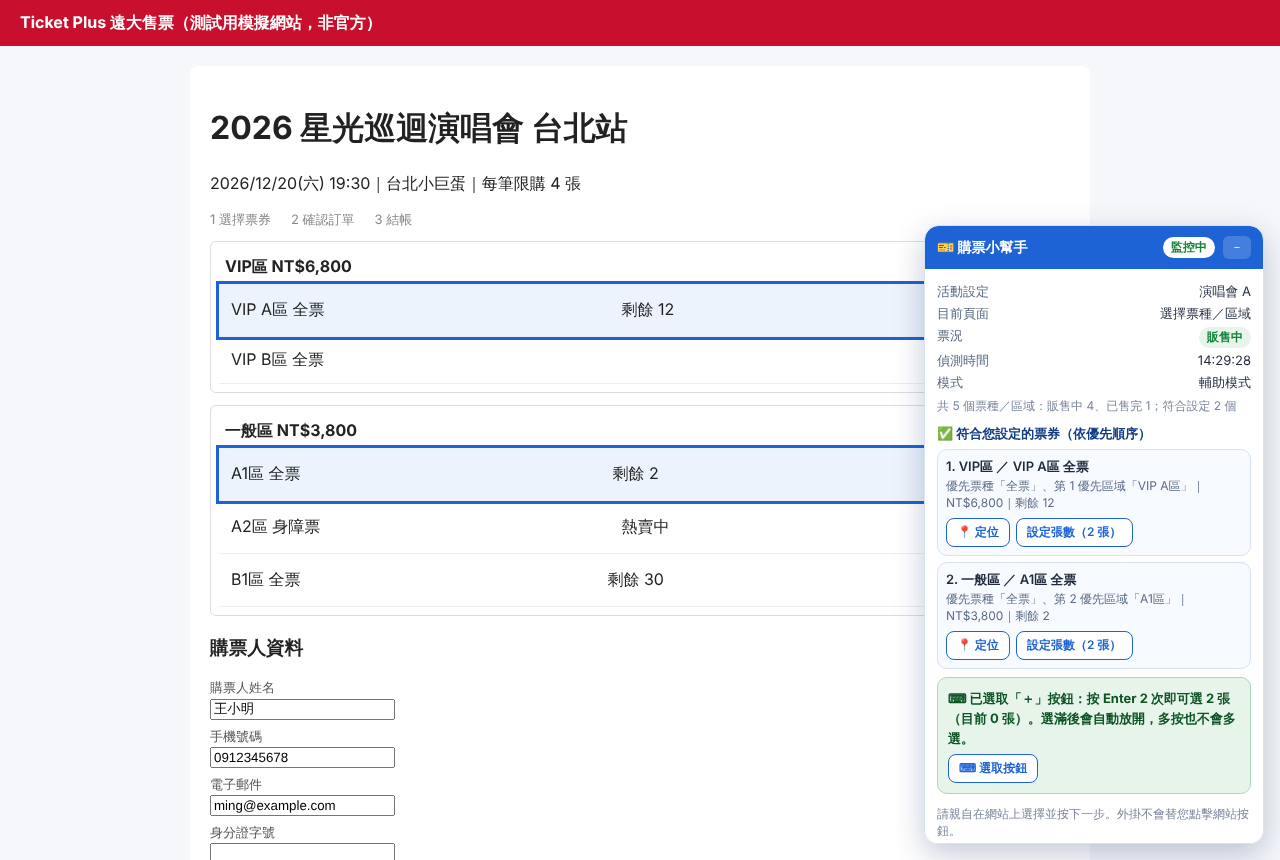 Ticket Plus 遠大售票（測試用模擬網站，非官方）
2026 星光巡迴演唱會 台北站
2026/12/20(六) 19:30｜台北小巨蛋｜每筆限購 4 張
1 選擇票券 2 確認訂單 3 結帳
VIP區 NT$6,800
VIP A區 全票 剩餘 12
VIP B區 全票
一般區 NT$3,800
A1區 全票 剩餘 2
A2區 身障票 熱賣中
B1區 全票 剩餘 30
購票人資料
購票人姓名
王小明
手機號碼
0912345678
電子郵件
ming@example.com
身分證字號
🎫 購票小幫手 監控中 −
活動設定 演唱會 A
目前頁面 選擇票種／區域
票況 販售中
偵測時間 14:29:28
模式 輔助模式
共 5 個票種／區域：販售中 4、已售完 1；符合設定 2 個
✅ 符合您設定的票券（依優先順序）
1. VIP區 ／ VIP A區 全票
優先票種「全票」、第 1 優先區域「VIP A區」｜
NT$6,800｜剩餘 12
📍 定位 設定張數（2 張）
2. 一般區 ／ A1區 全票
優先票種「全票」、第 2 優先區域「A1區」｜
NT$3,800｜剩餘 2
📍 定位 設定張數（2 張）
⌨ 已選取「＋」按鈕：按 Enter 2 次即可選 2 張
（目前 0 張）。選滿後會自動放開，多按也不會多
選。
⌨ 選取按鈕
請親自在網站上選擇並按下一步。外掛不會替您點擊網站按
鈕。